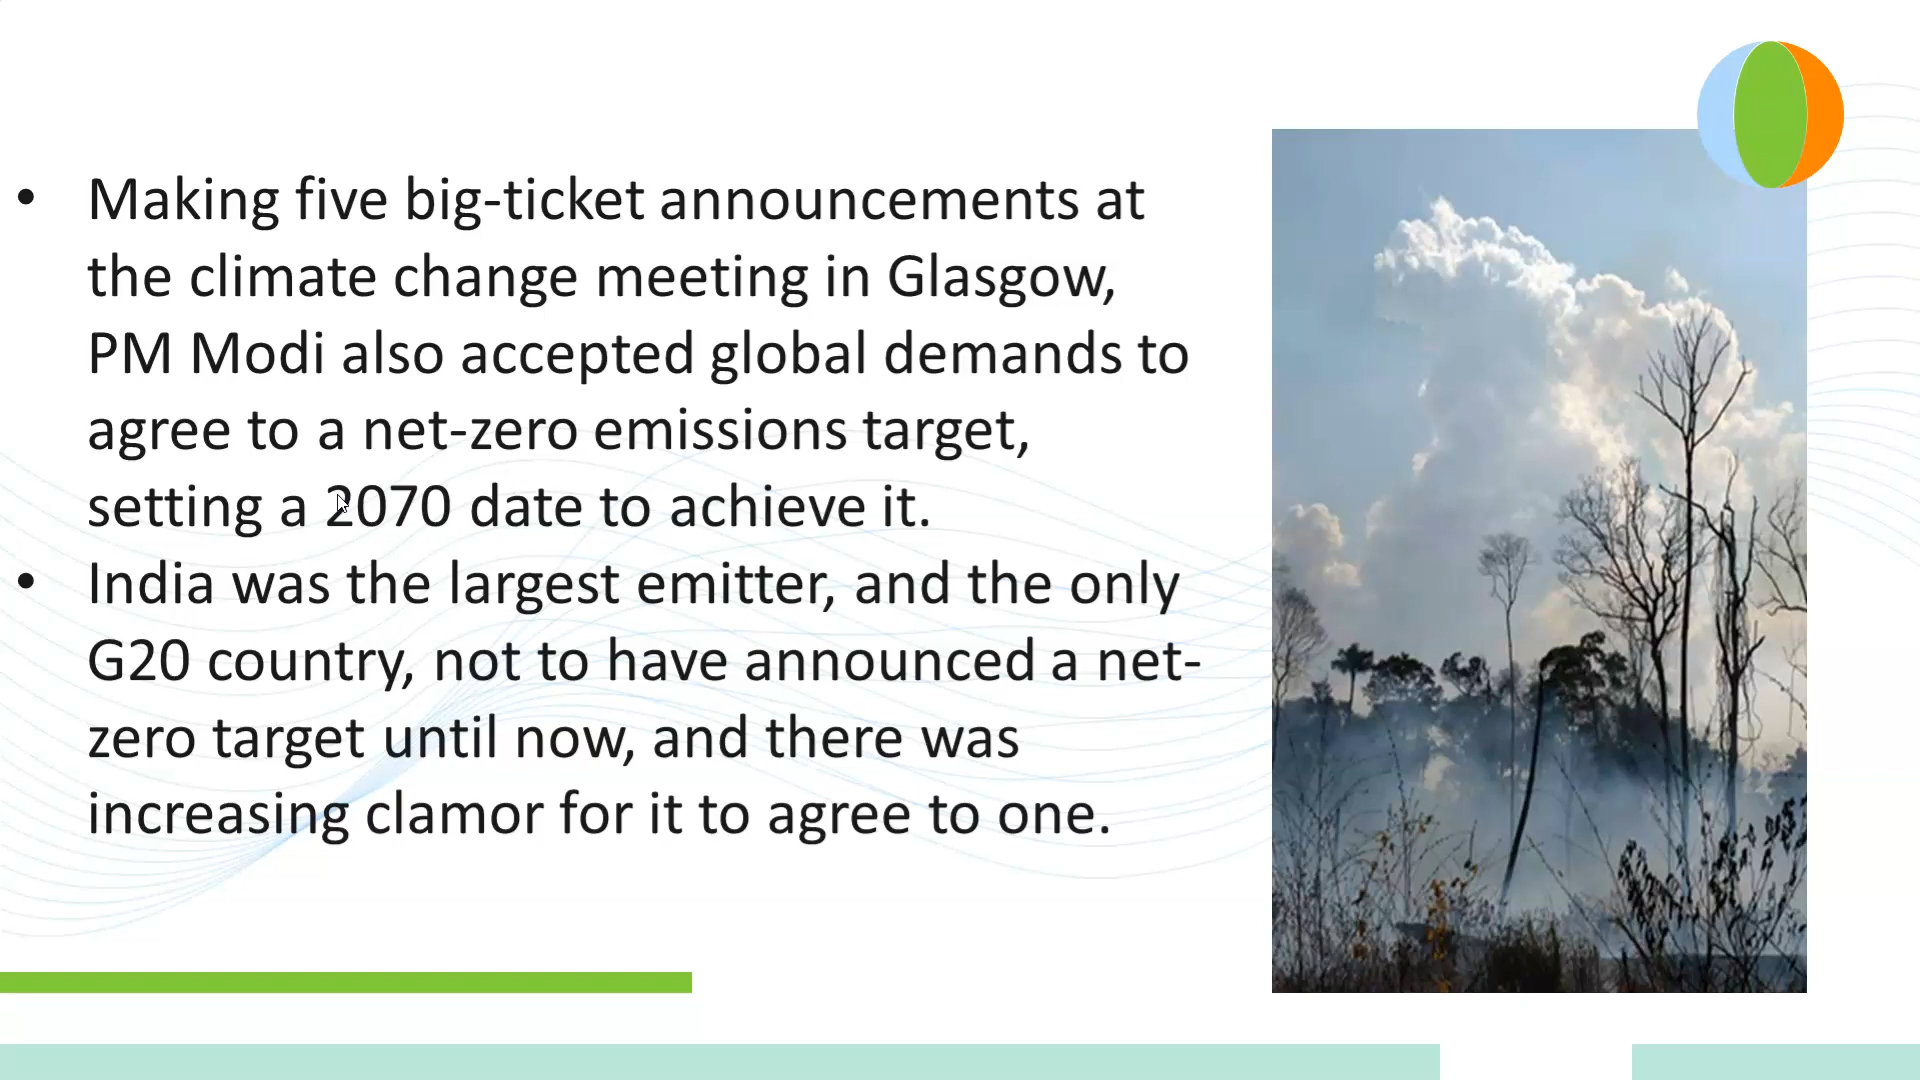 • Making five big-ticket announcements at
the climate change meeting in Glasgow,
PM Modi also accepted global demands to
agree to a net-zero emissions target,
setting a 2070 date to achieve it.
• India was the largest emitter, and the only
G20 country, not to have announced a net-
zero target until now, and there was
increasing clamor for it to agree to one.